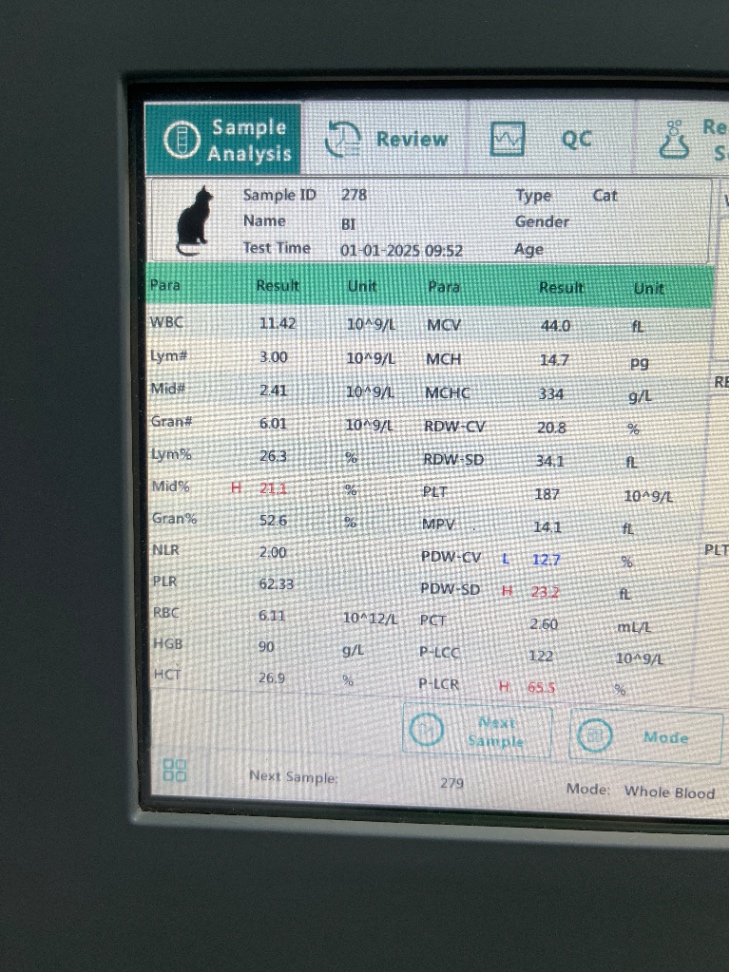 Sample Analysis Review QC Re
S
Sample ID 278 Type Cat
Name BI Gender
Test Time 01-01-2025 09:52 Age
Para Result Unit Para Result Unit
WBC 11.42 10^9/L MCV 44.0 fL
Lym# 3.00 10^9/L MCH 14.7 pg
Mid# 2.41 10^9/L MCHC 334 g/L
Gran# 6.01 10^9/L RDW-CV 20.8 %
Lym% 26.3 % RDW-SD 34.1 fL
Mid% H 21.1 % PLT 187 10^9/L
Gran% 52.6 % MPV 14.1 fL
NLR 2.00 PDW-CV L 12.7 %
PLR 62.33 PDW-SD H 23.2 fL
RBC 6.11 10^12/L PCT 2.60 mL/L
HGB 90 g/L P-LCC 122 10^9/L
HCT 26.9 % P-LCR H 65.5 %
RB
PLT
Next Sample Mode
Next Sample: 279 Mode: Whole Blood